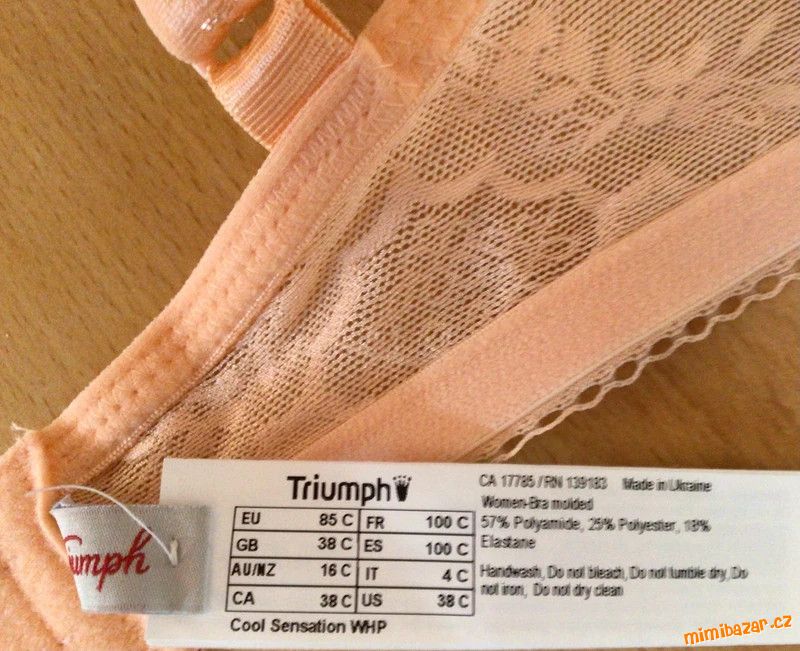 Triumph
CA 17785 / RN 139183 Made in Ukraine
Women-Bra molded
57% Polyamide, 25% Polyester, 18%
Elastane
Handwash, Do not bleach, Do not tumble dry, Do
not iron, Do not dry clean
EU 85 C FR 100 C
GB 38 C ES 100 C
AU/NZ 16 C IT 4 C
CA 38 C US 38 C
Cool Sensation WHP
Triumph
mimibazar.cz